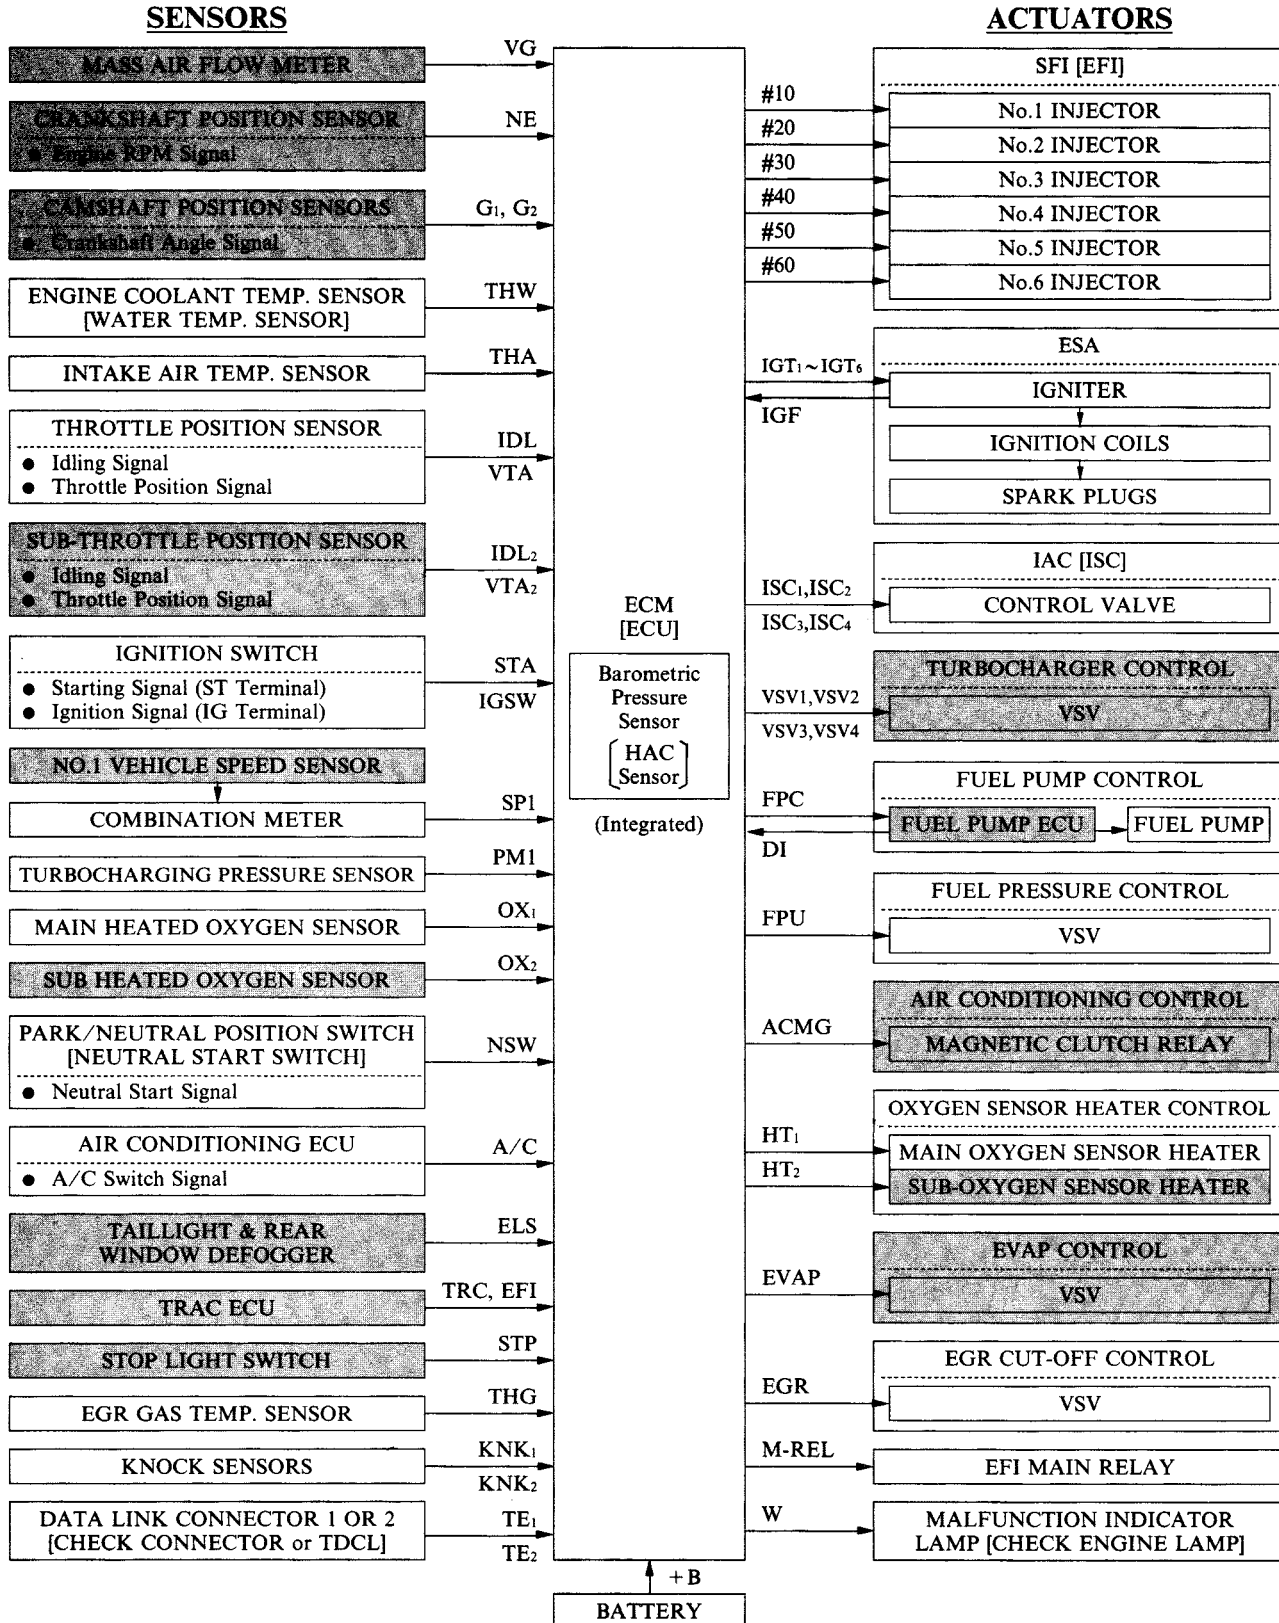 SENSORS
MASS AIR FLOW METER
VG
CRANKSHAFT POSITION SENSOR
● Engine RPM Signal
NE
CAMSHAFT POSITION SENSORS
● Crankshaft Angle Signal
G₁, G₂
ENGINE COOLANT TEMP. SENSOR
[WATER TEMP. SENSOR]
THW
INTAKE AIR TEMP. SENSOR
THA
THROTTLE POSITION SENSOR
● Idling Signal
● Throttle Position Signal
IDL
VTA
SUB-THROTTLE POSITION SENSOR
● Idling Signal
● Throttle Position Signal
IDL₂
VTA₂
IGNITION SWITCH
● Starting Signal (ST Terminal)
● Ignition Signal (IG Terminal)
STA
IGSW
NO.1 VEHICLE SPEED SENSOR
COMBINATION METER
SP1
TURBOCHARGING PRESSURE SENSOR
PM1
MAIN HEATED OXYGEN SENSOR
OX₁
SUB HEATED OXYGEN SENSOR
OX₂
PARK/NEUTRAL POSITION SWITCH
[NEUTRAL START SWITCH]
● Neutral Start Signal
NSW
AIR CONDITIONING ECU
● A/C Switch Signal
A/C
TAILLIGHT & REAR
WINDOW DEFOGGER
ELS
TRAC ECU
TRC, EFI
STOP LIGHT SWITCH
STP
EGR GAS TEMP. SENSOR
THG
KNOCK SENSORS
KNK₁
KNK₂
DATA LINK CONNECTOR 1 OR 2
[CHECK CONNECTOR or TDCL]
TE₁
TE₂
ECM
[ECU]
Barometric
Pressure
Sensor
[HAC
Sensor]
(Integrated)
+B
BATTERY
ACTUATORS
SFI [EFI]
#10
No.1 INJECTOR
#20
No.2 INJECTOR
#30
No.3 INJECTOR
#40
No.4 INJECTOR
#50
No.5 INJECTOR
#60
No.6 INJECTOR
ESA
IGT₁~IGT₆
IGNITER
IGF
IGNITION COILS
SPARK PLUGS
IAC [ISC]
ISC₁,ISC₂
CONTROL VALVE
ISC₃,ISC₄
TURBOCHARGER CONTROL
VSV1,VSV2
VSV
VSV3,VSV4
FUEL PUMP CONTROL
FPC
FUEL PUMP ECU
FUEL PUMP
DI
FUEL PRESSURE CONTROL
FPU
VSV
AIR CONDITIONING CONTROL
ACMG
MAGNETIC CLUTCH RELAY
OXYGEN SENSOR HEATER CONTROL
HT₁
MAIN OXYGEN SENSOR HEATER
HT₂
SUB-OXYGEN SENSOR HEATER
EVAP CONTROL
EVAP
VSV
EGR CUT-OFF CONTROL
EGR
VSV
M-REL
EFI MAIN RELAY
W
MALFUNCTION INDICATOR
LAMP [CHECK ENGINE LAMP]